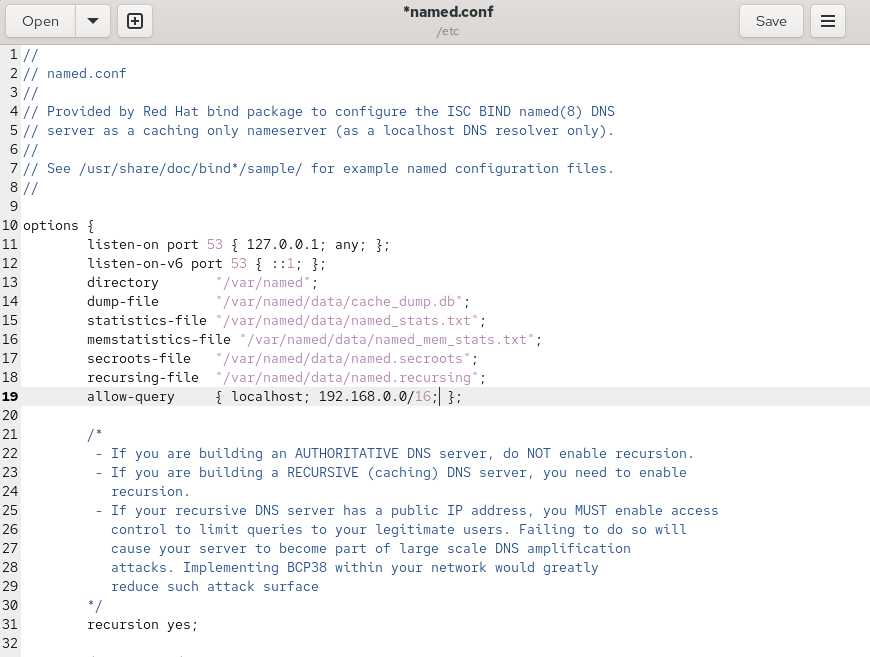 Open
*named.conf
/etc
Save
1 //
2 // named.conf
3 //
4 // Provided by Red Hat bind package to configure the ISC BIND named(8) DNS
5 // server as a caching only nameserver (as a localhost DNS resolver only).
6 //
7 // See /usr/share/doc/bind*/sample/ for example named configuration files.
8 //
9
10 options {
11         listen-on port 53 { 127.0.0.1; any; };
12         listen-on-v6 port 53 { ::1; };
13         directory       "/var/named";
14         dump-file       "/var/named/data/cache_dump.db";
15         statistics-file "/var/named/data/named_stats.txt";
16         memstatistics-file "/var/named/data/named_mem_stats.txt";
17         secroots-file   "/var/named/data/named.secroots";
18         recursing-file  "/var/named/data/named.recursing";
19         allow-query     { localhost; 192.168.0.0/16; };
20
21         /*
22          - If you are building an AUTHORITATIVE DNS server, do NOT enable recursion.
23          - If you are building a RECURSIVE (caching) DNS server, you need to enable
24            recursion.
25          - If your recursive DNS server has a public IP address, you MUST enable access
26            control to limit queries to your legitimate users. Failing to do so will
27            cause your server to become part of large scale DNS amplification
28            attacks. Implementing BCP38 within your network would greatly
29            reduce such attack surface
30         */
31         recursion yes;
32